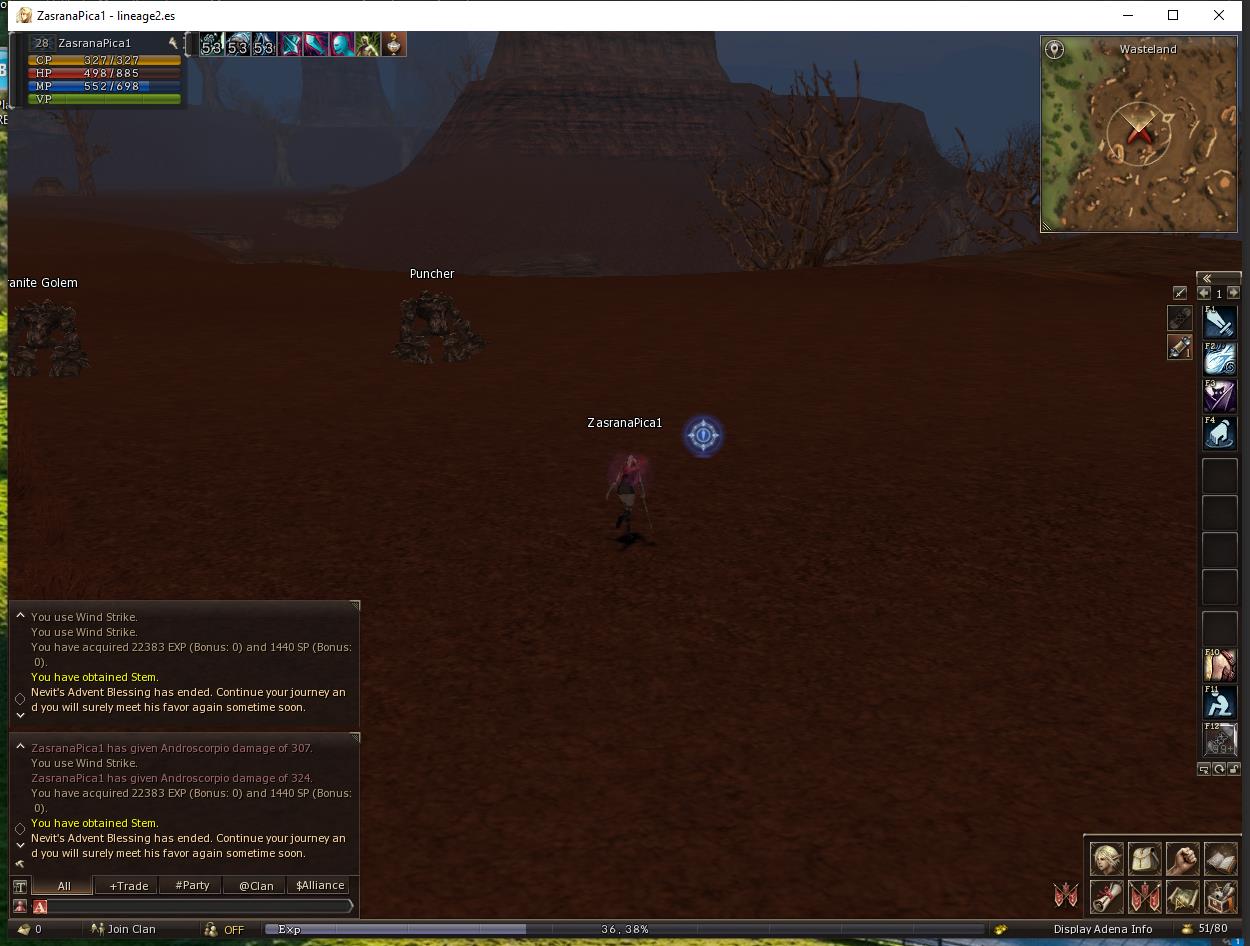 ZasranaPica1 - lineage2.es
28 ZasranaPica1
CP 327/327
HP 498/885
MP 552/698
VP
53 53 53
Wasteland
anite Golem
Puncher
ZasranaPica1
1
F1
1
F2
F3
F4
F10
F11
F12
99+
You use Wind Strike.
You use Wind Strike.
You have acquired 22383 EXP (Bonus: 0) and 1440 SP (Bonus:
0).
You have obtained Stem.
Nevit's Advent Blessing has ended. Continue your journey an
d you will surely meet his favor again sometime soon.
ZasranaPica1 has given Androscorpio damage of 307.
You use Wind Strike.
ZasranaPica1 has given Androscorpio damage of 324.
You have acquired 22383 EXP (Bonus: 0) and 1440 SP (Bonus:
0).
You have obtained Stem.
Nevit's Advent Blessing has ended. Continue your journey an
d you will surely meet his favor again sometime soon.
T All +Trade #Party @Clan $Alliance
A
0 Join Clan OFF Exp 36.38% Display Adena Info 51/80